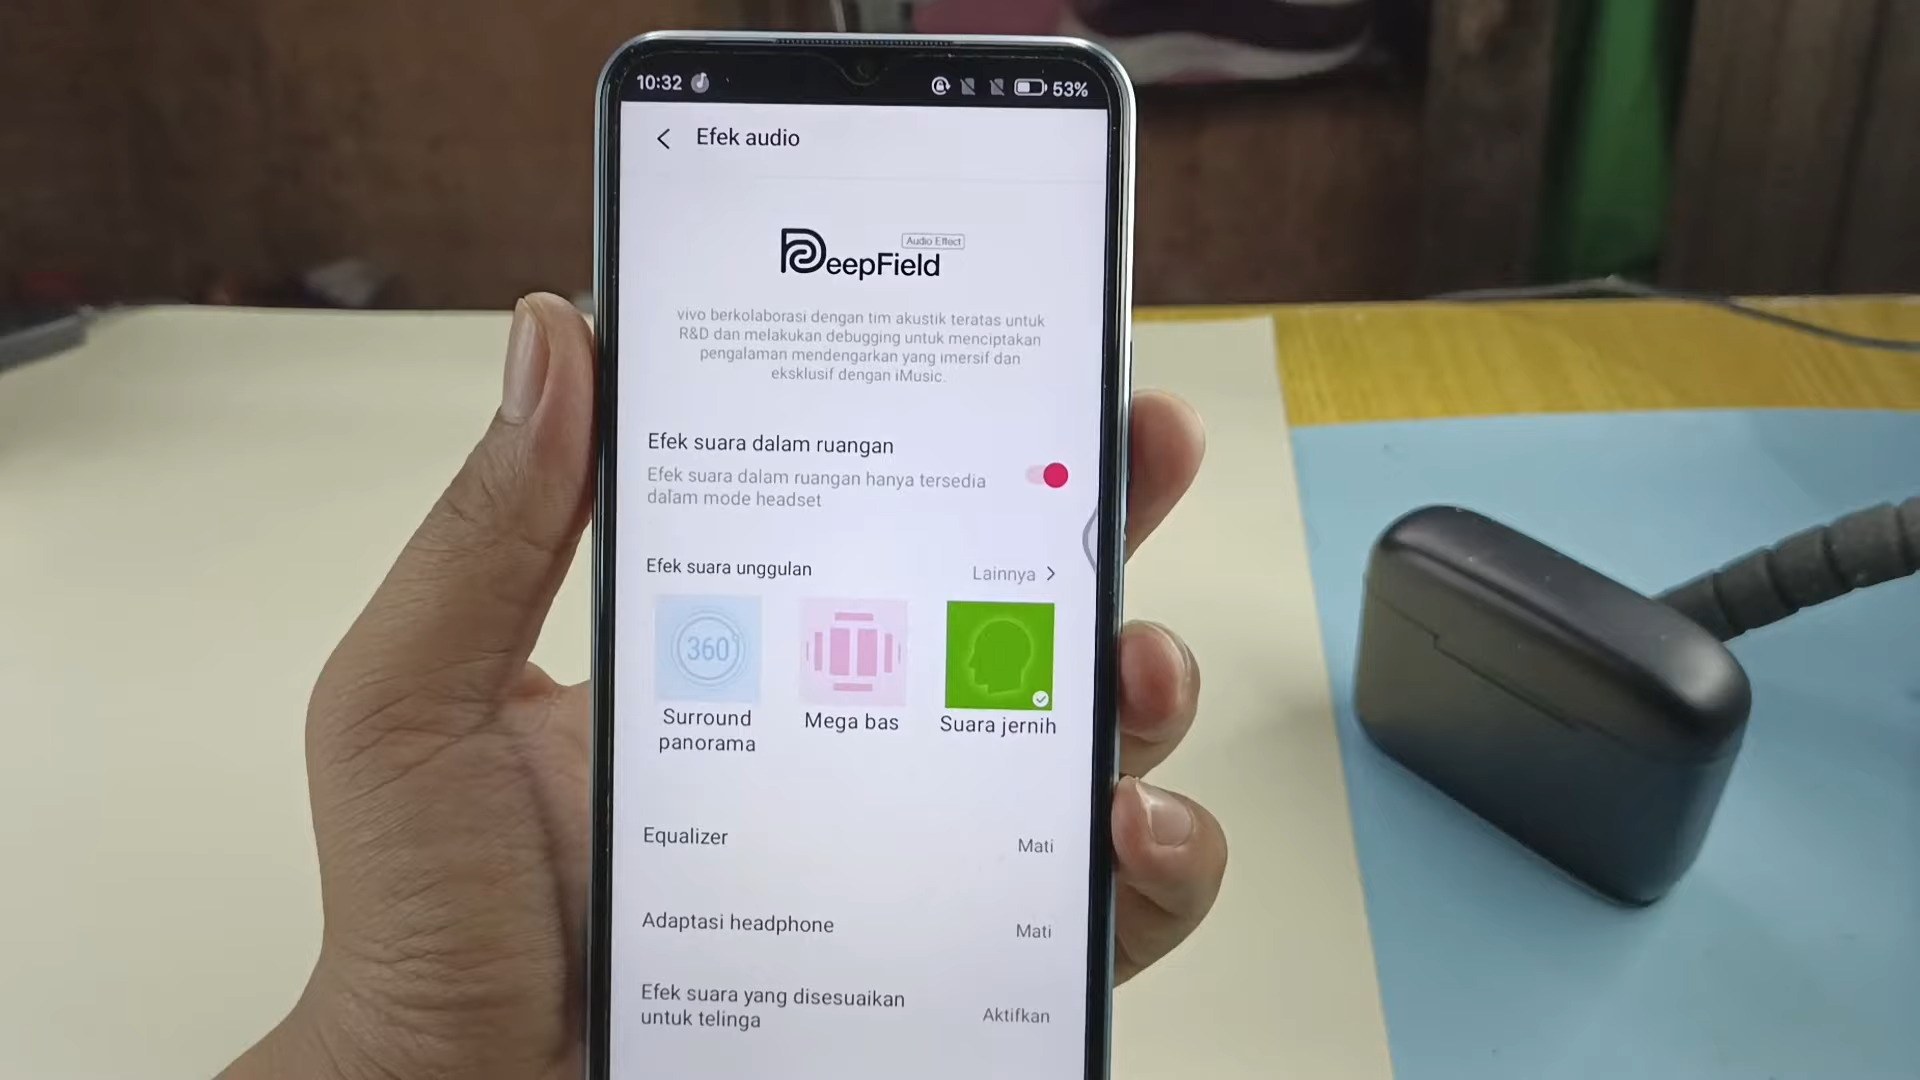 10:32
53%
Efek audio
Audio Effect
DeepField
vivo berkolaborasi dengan tim akustik teratas untuk
R&D dan melakukan debugging untuk menciptakan
pengalaman mendengarkan yang imersif dan
eksklusif dengan iMusic.
Efek suara dalam ruangan
Efek suara dalam ruangan hanya tersedia
dalam mode headset
Efek suara unggulan
Lainnya
360
Surround
panorama
Mega bas
Suara jernih
Equalizer
Mati
Adaptasi headphone
Mati
Efek suara yang disesuaikan
untuk telinga
Aktifkan